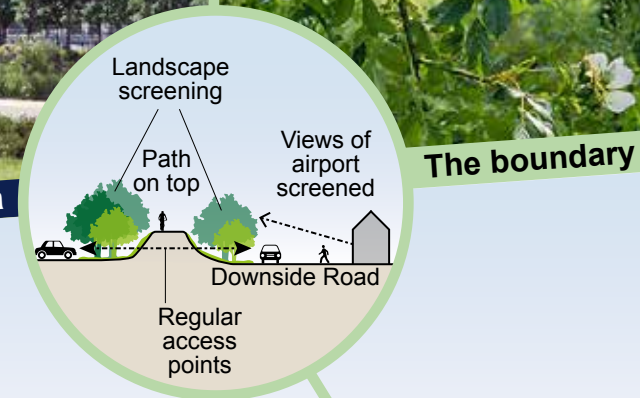 Landscape
screening
Path
on top
Views of
airport
screened
The boundary
Downside Road
Regular
access
points